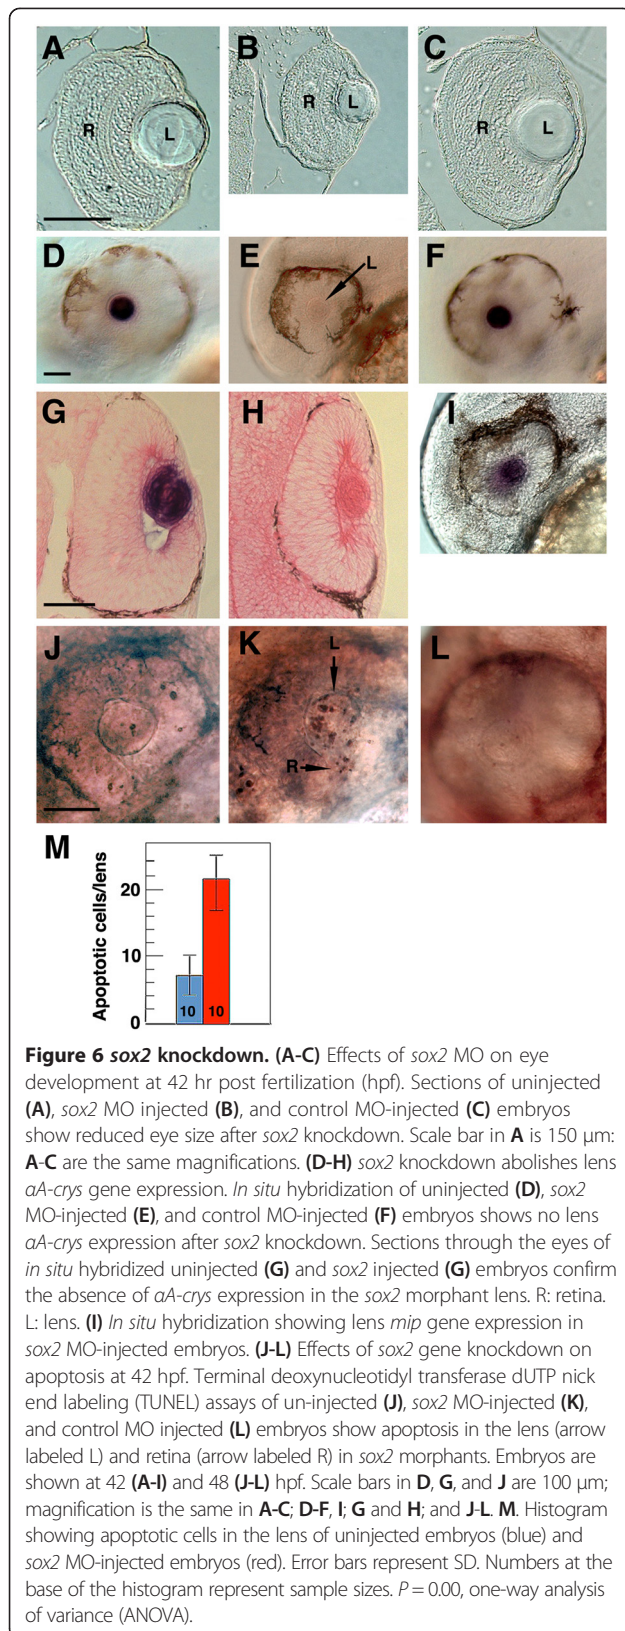 A
B
C
R
L
R
L
R
L
D
E
L
F
G
H
I
J
K
L
R
L
M
Apoptotic cells/lens
20
10
0
10
10
Figure 6 sox2 knockdown. (A-C) Effects of sox2 MO on eye
development at 42 hr post fertilization (hpf). Sections of uninjected
(A), sox2 MO injected (B), and control MO-injected (C) embryos
show reduced eye size after sox2 knockdown. Scale bar in A is 150 μm:
A-C are the same magnifications. (D-H) sox2 knockdown abolishes lens
αA-crys gene expression. In situ hybridization of uninjected (D), sox2
MO-injected (E), and control MO-injected (F) embryos shows no lens
αA-crys expression after sox2 knockdown. Sections through the eyes of
in situ hybridized uninjected (G) and sox2 injected (G) embryos confirm
the absence of αA-crys expression in the sox2 morphant lens. R: retina.
L: lens. (I) In situ hybridization showing lens mip gene expression in
sox2 MO-injected embryos. (J-L) Effects of sox2 gene knockdown on
apoptosis at 42 hpf. Terminal deoxynucleotidyl transferase dUTP nick
end labeling (TUNEL) assays of un-injected (J), sox2 MO-injected (K),
and control MO injected (L) embryos show apoptosis in the lens (arrow
labeled L) and retina (arrow labeled R) in sox2 morphants. Embryos are
shown at 42 (A-I) and 48 (J-L) hpf. Scale bars in D, G, and J are 100 μm;
magnification is the same in A-C; D-F, I; G and H; and J-L. M. Histogram
showing apoptotic cells in the lens of uninjected embryos (blue) and
sox2 MO-injected embryos (red). Error bars represent SD. Numbers at the
base of the histogram represent sample sizes. P = 0.00, one-way analysis
of variance (ANOVA).